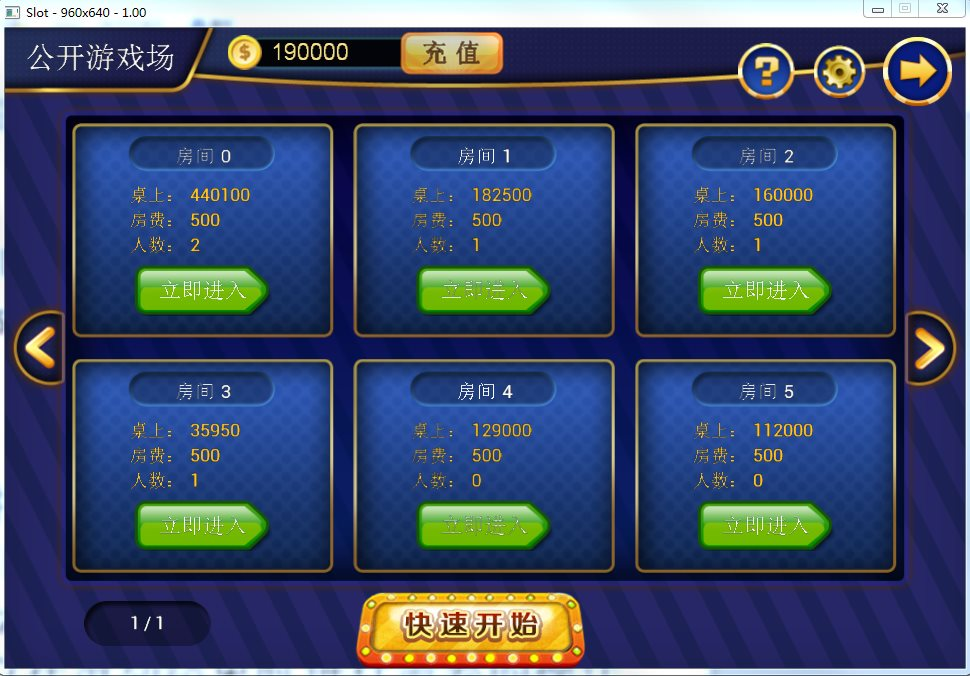 Slot - 960x640 - 1.00
公开游戏场
190000
充值
?
房间 0
桌上： 440100
房费： 500
人数： 2
立即进入
房间 1
桌上： 182500
房费： 500
人数： 1
立即进入
房间 2
桌上： 160000
房费： 500
人数： 1
立即进入
房间 3
桌上： 35950
房费： 500
人数： 1
立即进入
房间 4
桌上： 129000
房费： 500
人数： 0
立即进入
房间 5
桌上： 112000
房费： 500
人数： 0
立即进入
1/1
快速开始